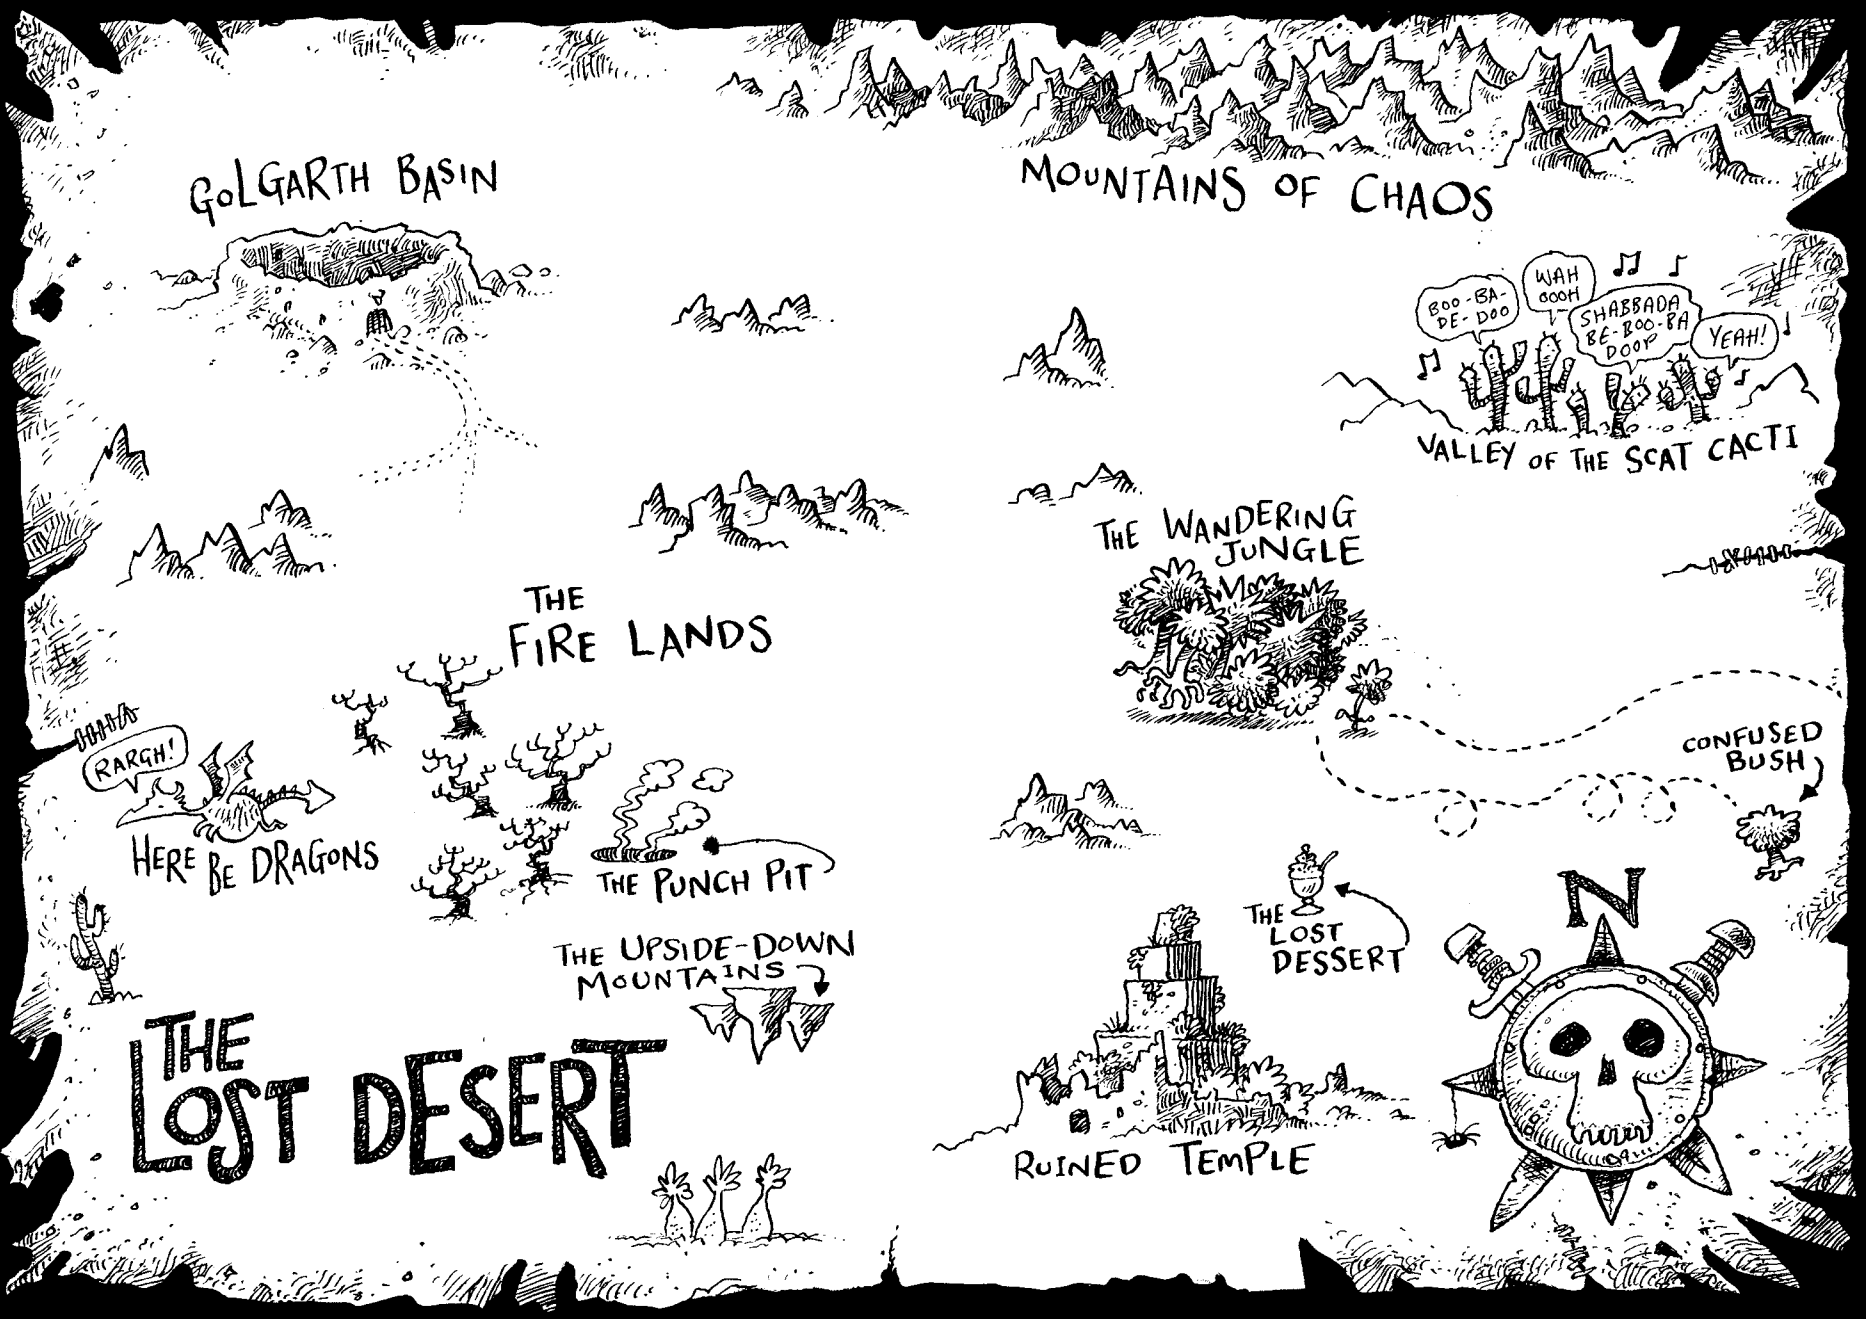 GOLGARTH BASIN
MOUNTAINS OF CHAOS
BOO-BA-
DE-DOO
WAH
OOOH
SHABBADA
BE-BOO-BA
DOOP
YEAH!
VALLEY OF THE SCAT CACTI
THE WANDERING
JUNGLE
THE
FIRE LANDS
RARGH!
HERE BE DRAGONS
THE PUNCH PIT
CONFUSED
BUSH
THE UPSIDE-DOWN
MOUNTAINS
THE
LOST
DESSERT
N
THE
LOST DESERT
RUINED TEMPLE